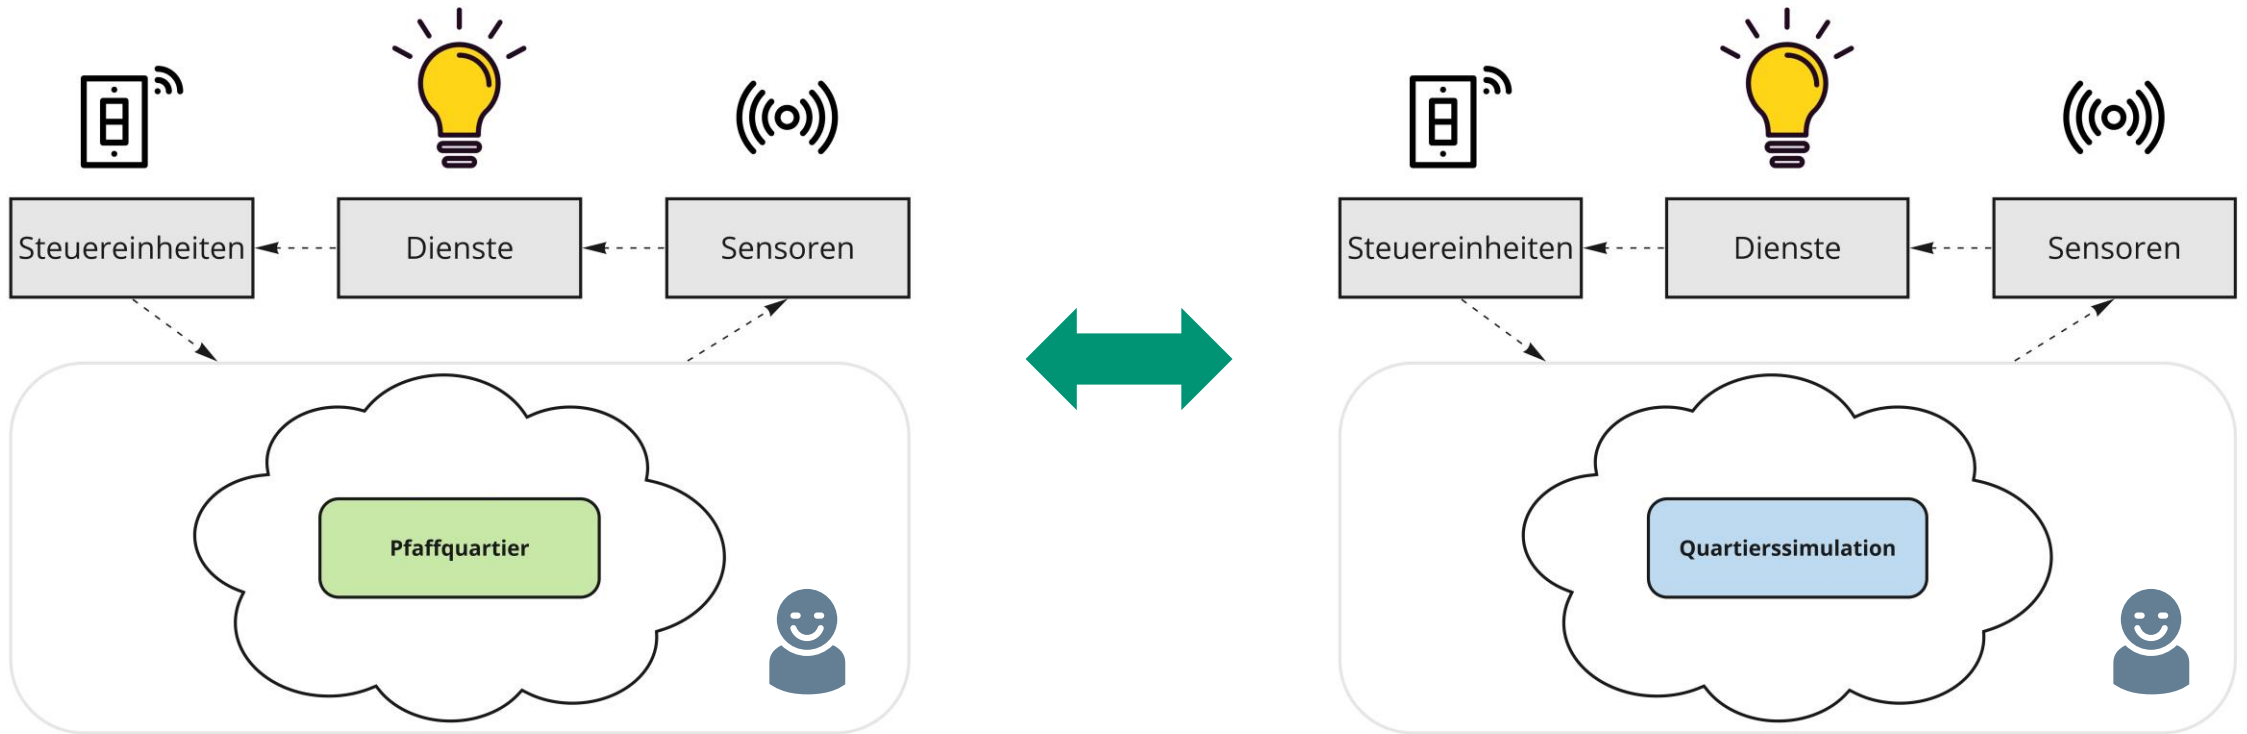 Steuereinheiten
Dienste
Sensoren
Pfaffquartier
Steuereinheiten
Dienste
Sensoren
Quartierssimulation